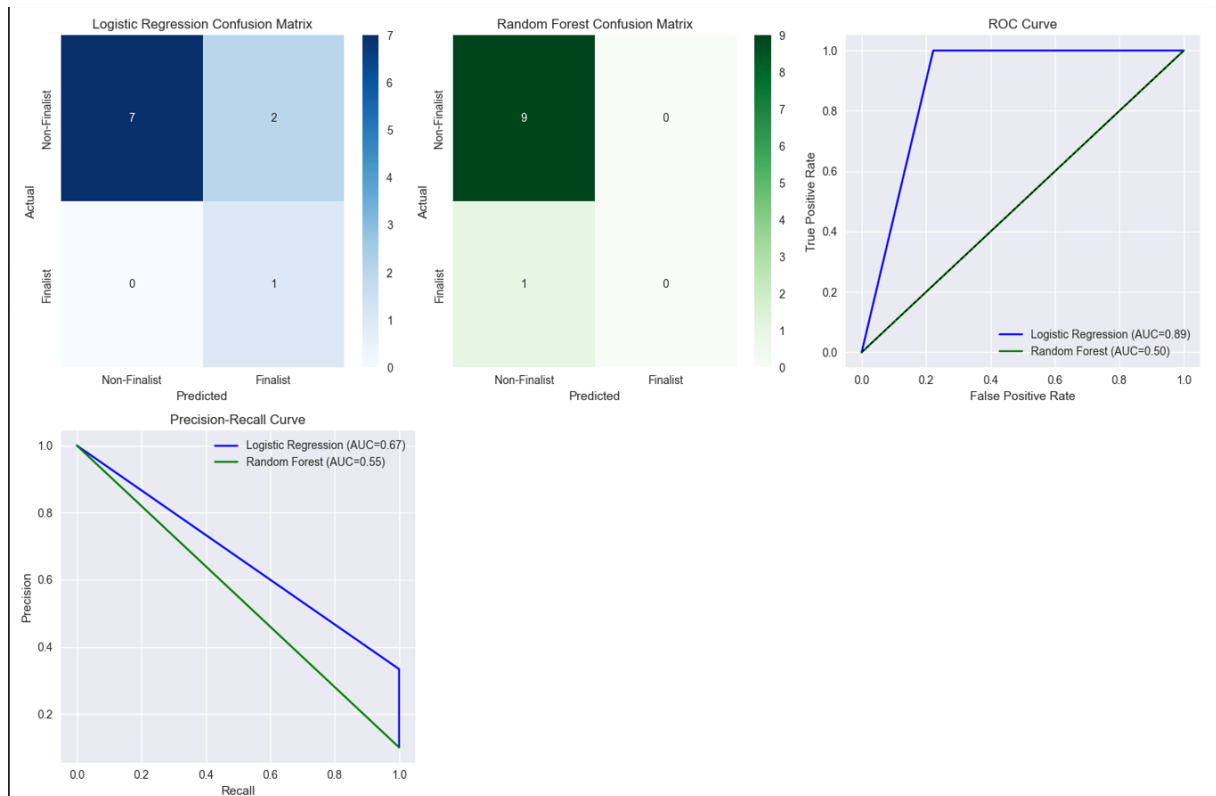 Logistic Regression Confusion Matrix
Non-Finalist
Finalist
Actual
7
2
0
1
Non-Finalist
Finalist
Predicted
7
6
5
4
3
2
1
0
Random Forest Confusion Matrix
Non-Finalist
Finalist
Actual
9
0
1
0
Non-Finalist
Finalist
Predicted
9
8
7
6
5
4
3
2
1
0
ROC Curve
True Positive Rate
1.0
0.8
0.6
0.4
0.2
0.0
Logistic Regression (AUC=0.89)
Random Forest (AUC=0.50)
0.0
0.2
0.4
0.6
0.8
1.0
False Positive Rate
Precision-Recall Curve
Precision
1.0
0.8
0.6
0.4
0.2
Logistic Regression (AUC=0.67)
Random Forest (AUC=0.55)
0.0
0.2
0.4
0.6
0.8
1.0
Recall